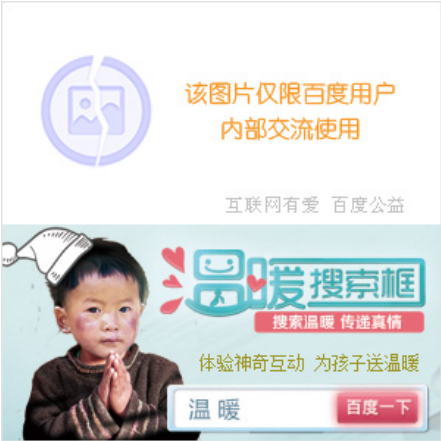 该图片仅限百度用户
内部交流使用
互联网有爱 百度公益
温暖搜索框
搜索温暖 传递真情
体验神奇互动 为孩子送温暖
温暖
百度一下